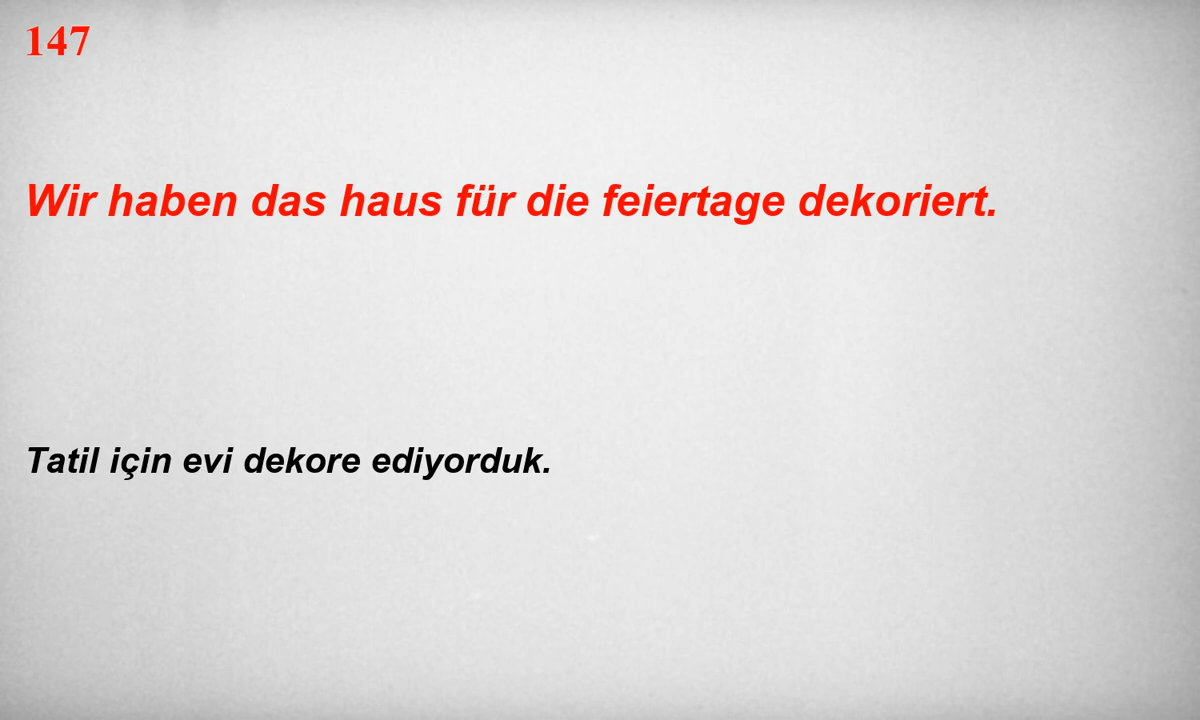 147
Wir haben das haus für die feiertage dekoriert.
Tatil için evi dekore ediyorduk.